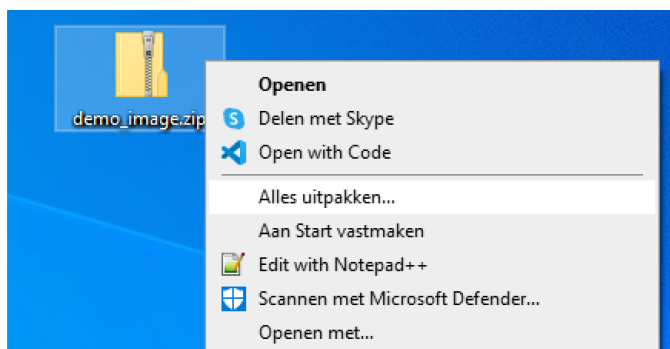 demo_image.zip
Openen
Delen met Skype
Open with Code
Alles uitpakken...
Aan Start vastmaken
Edit with Notepad++
Scannen met Microsoft Defender...
Openen met...